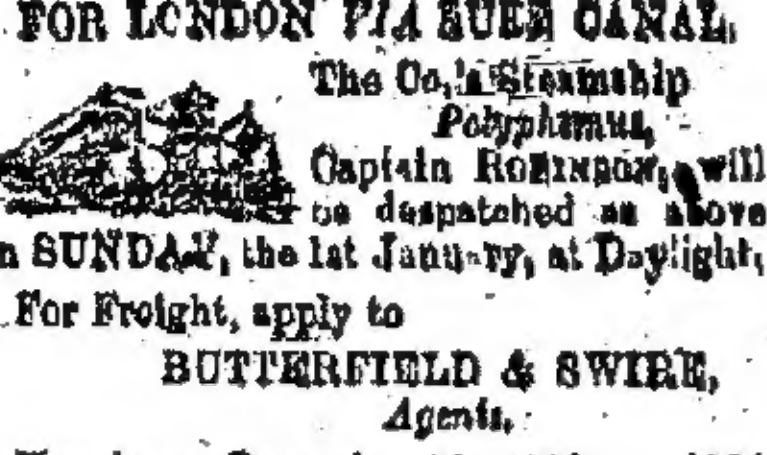 FOR LONDON VIA SUEZ CANAL.
The Co.'s Steamship
Polyphemus,
Captain ROBINSON, will
be despatched as above
n SUNDAY, the 1st January, at Daylight.
For Freight, apply to
BUTTERFIELD & SWIRE,
Agents.